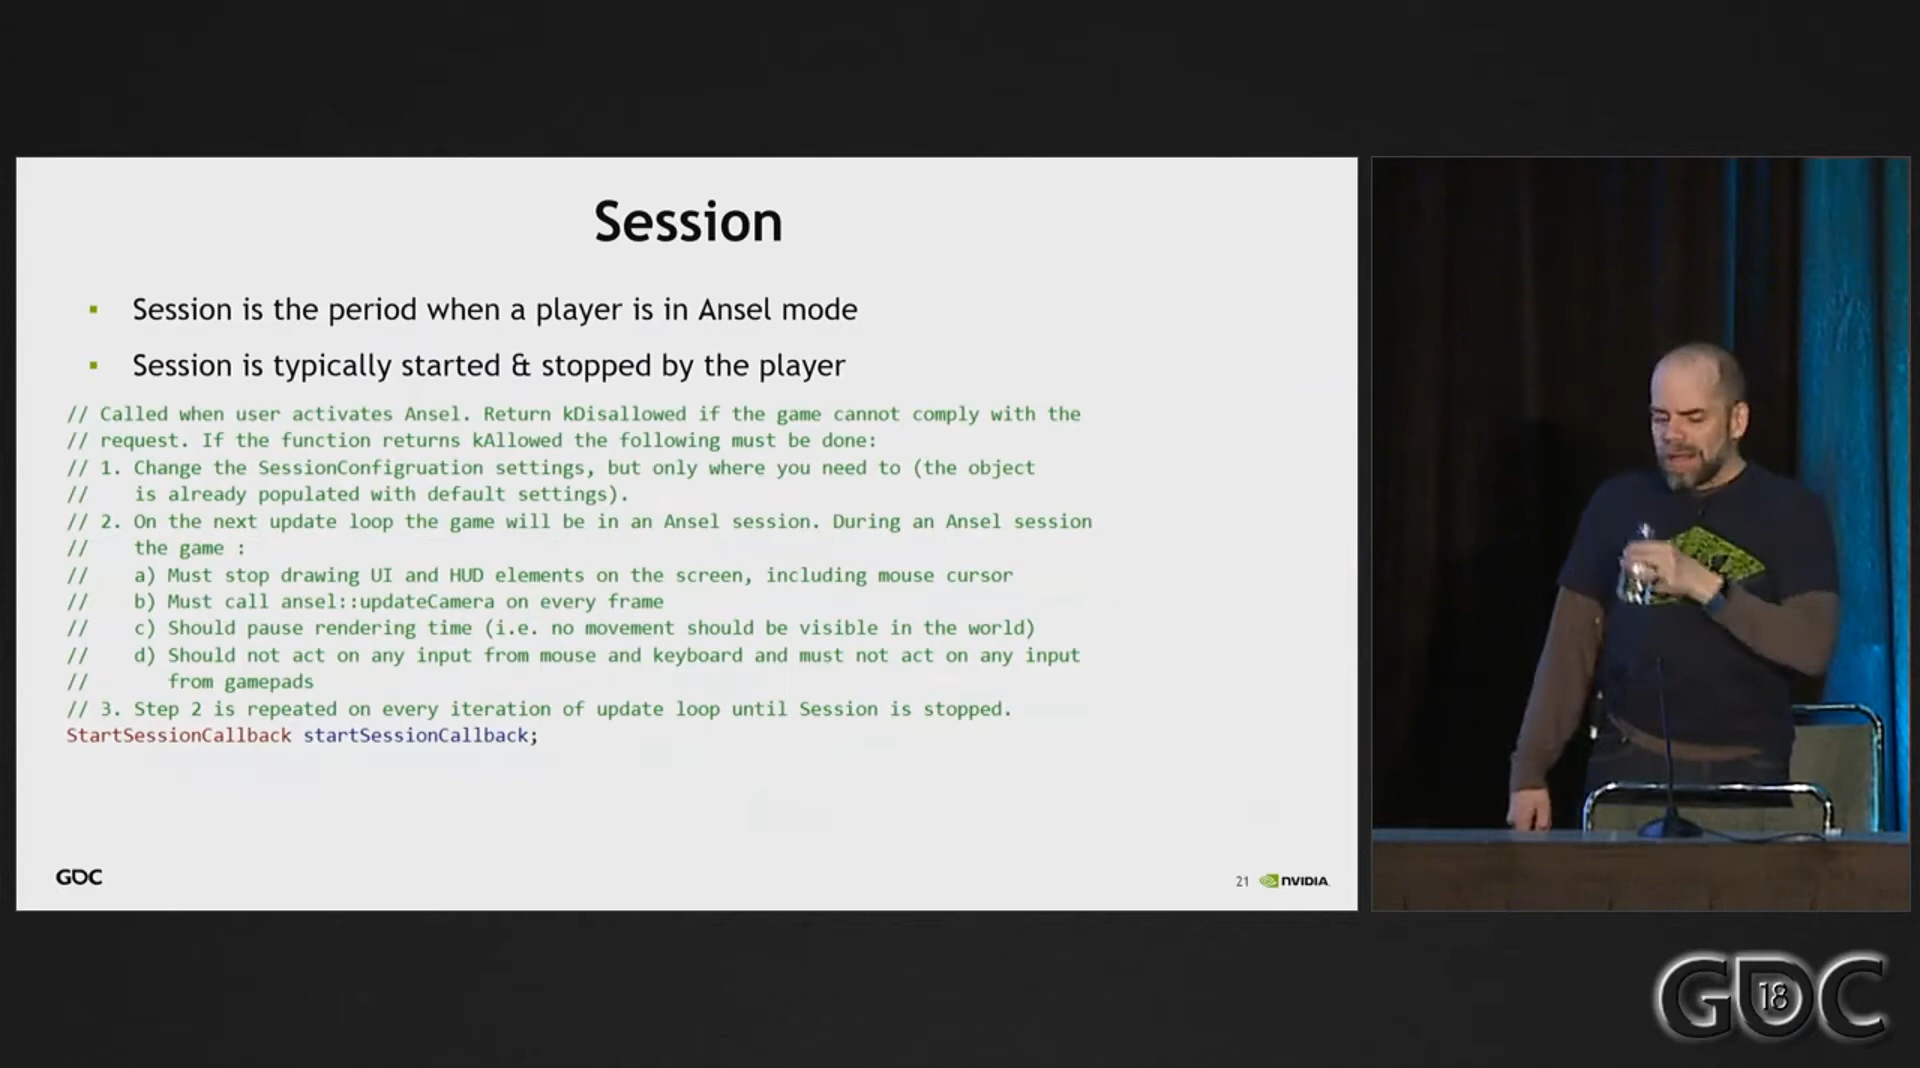 Session
▪ Session is the period when a player is in Ansel mode
▪ Session is typically started & stopped by the player
// Called when user activates Ansel. Return kDisallowed if the game cannot comply with the
// request. If the function returns kAllowed the following must be done:
// 1. Change the SessionConfigruation settings, but only where you need to (the object
//    is already populated with default settings).
// 2. On the next update loop the game will be in an Ansel session. During an Ansel session
//    the game :
//    a) Must stop drawing UI and HUD elements on the screen, including mouse cursor
//    b) Must call ansel::updateCamera on every frame
//    c) Should pause rendering time (i.e. no movement should be visible in the world)
//    d) Should not act on any input from mouse and keyboard and must not act on any input
//       from gamepads
// 3. Step 2 is repeated on every iteration of update loop until Session is stopped.
StartSessionCallback startSessionCallback;
GDC
21 NVIDIA.
GDC 18